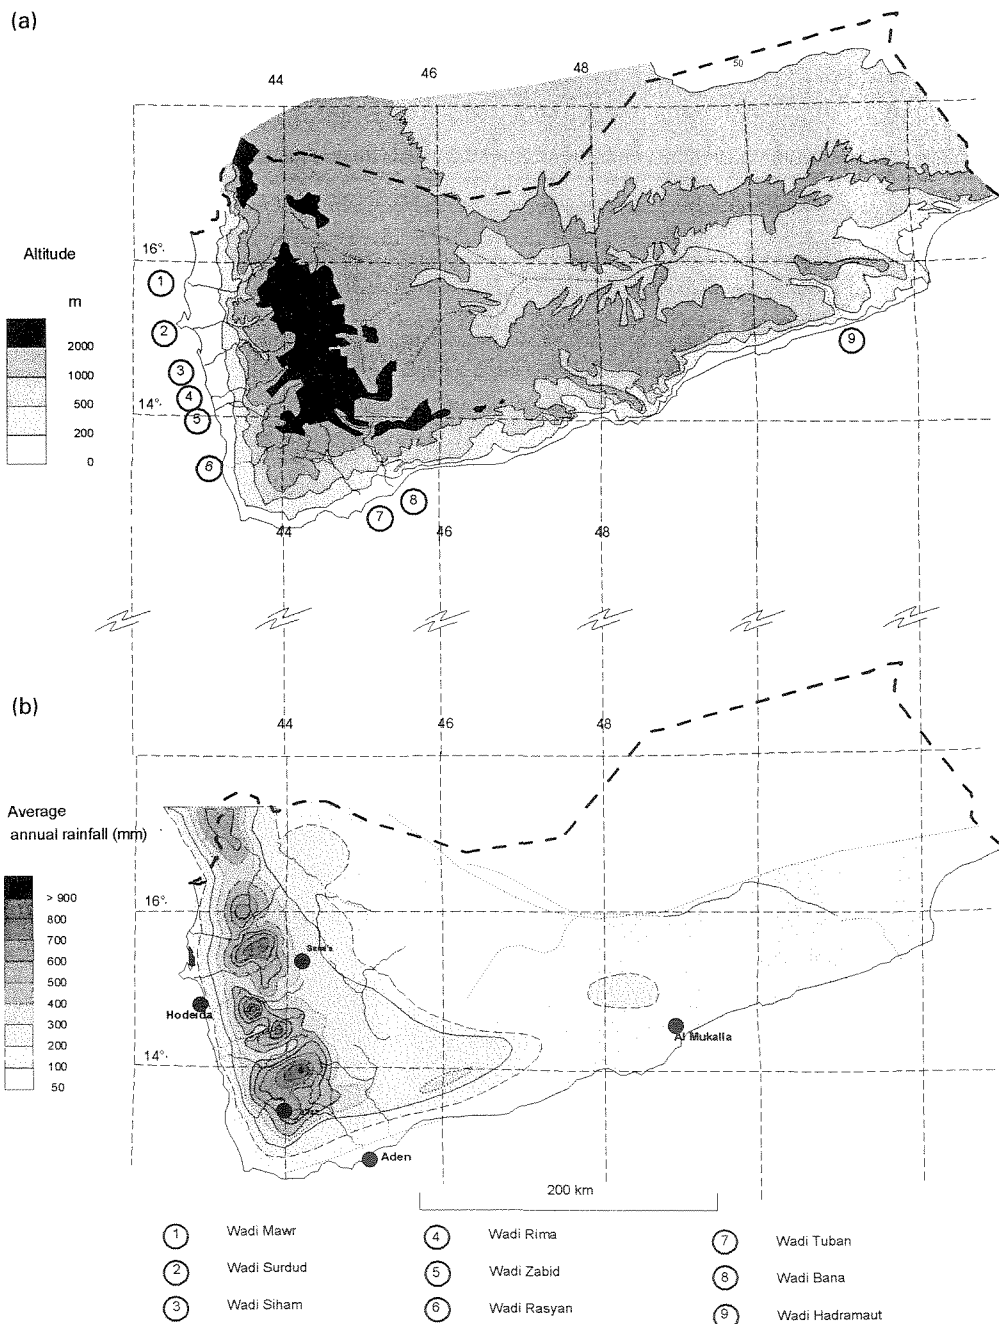 (a)
44
46
48
50
16°.
Altitude
m
2000
1000
500
200
0
14°.
1
2
3
4
5
6
7
8
9
44
46
48
(b)
44
46
48
Average
annual rainfall (mm)
> 900
800
700
600
500
400
300
200
100
50
16°.
14°.
Sana's
Hodeida
Al Mukalla
Aden
200 km
1 Wadi Mawr
2 Wadi Surdud
3 Wadi Siham
4 Wadi Rima
5 Wadi Zabid
6 Wadi Rasyan
7 Wadi Tuban
8 Wadi Bana
9 Wadi Hadramaut